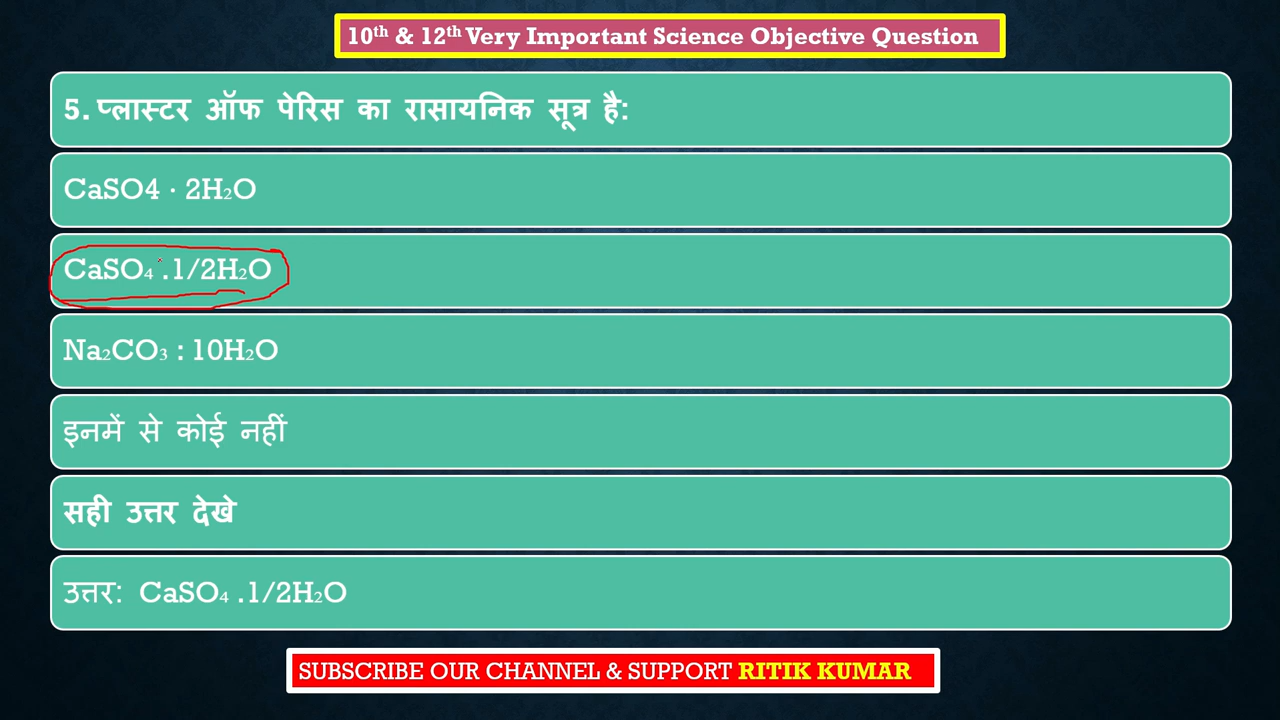 10th & 12th Very Important Science Objective Question
5. प्लास्टर ऑफ पेरिस का रासायनिक सूत्र है:
CaSO4 · 2H₂O
CaSO₄ .1/2H₂O
Na₂CO₃ : 10H₂O
इनमें से कोई नहीं
सही उत्तर देखे
उत्तर: CaSO₄ .1/2H₂O
SUBSCRIBE OUR CHANNEL & SUPPORT RITIK KUMAR